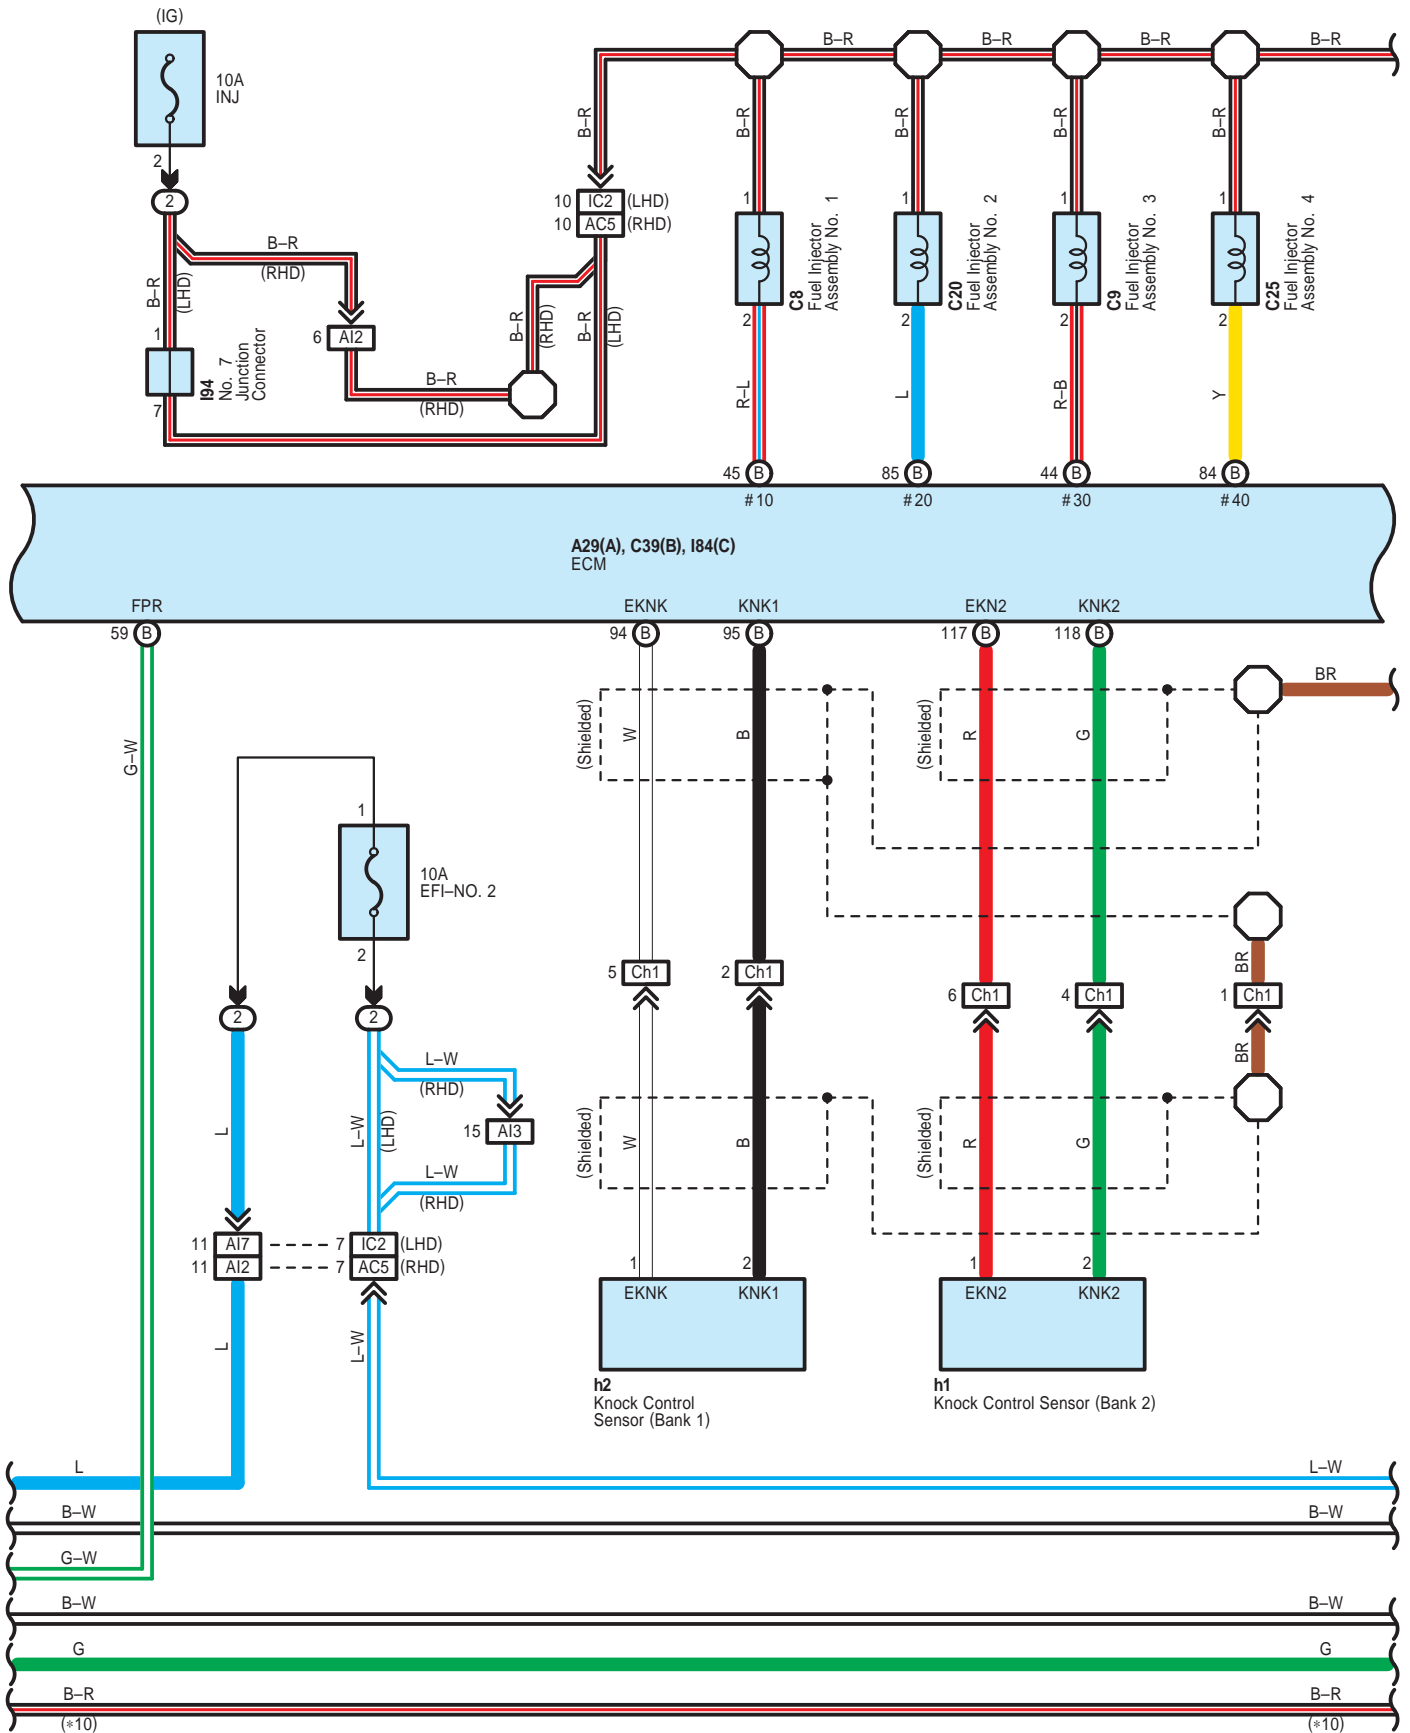 (IG)
10A
INJ
2
2
B–R
(RHD)
B–R
(LHD)
1
I94
No. 7
Junction
Connector
7
6 AI2
B–R
(RHD)
B–R
(RHD)
B–R
(LHD)
B–R
10 IC2 (LHD)
10 AC5 (RHD)
B–R
B–R
B–R
B–R
B–R
B–R
B–R
B–R
1
1
1
1
C8
Fuel Injector
Assembly No. 1
C20
Fuel Injector
Assembly No. 2
C9
Fuel Injector
Assembly No. 3
C25
Fuel Injector
Assembly No. 4
2
2
2
2
R–L
L
R–B
Y
45 B
85 B
44 B
84 B
#10
#20
#30
#40
A29(A), C39(B), I84(C)
ECM
FPR
EKNK
KNK1
EKN2
KNK2
59 B
94 B
95 B
117 B
118 B
BR
(Shielded)
W
B
(Shielded)
R
G
G–W
1
10A
EFI–NO. 2
2
2
2
5 Ch1
2 Ch1
6 Ch1
4 Ch1
BR
1 Ch1
BR
L–W
(RHD)
L
L–W
(LHD)
15 AI3
L–W
(RHD)
(Shielded)
W
B
(Shielded)
R
G
11 AI7
7 IC2 (LHD)
11 AI2
7 AC5 (RHD)
L
L–W
1
2
1
2
EKNK
KNK1
EKN2
KNK2
h2
Knock Control
Sensor (Bank 1)
h1
Knock Control Sensor (Bank 2)
L
L–W
B–W
B–W
G–W
B–W
B–W
G
G
B–R
(*10)
B–R
(*10)